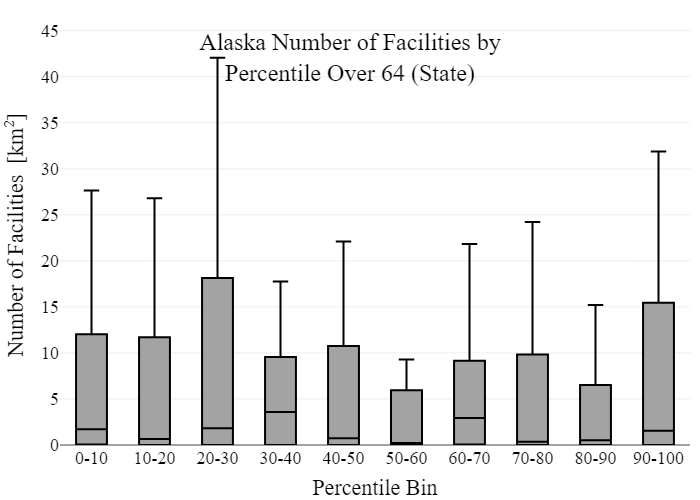 Alaska Number of Facilities by
Percentile Over 64 (State)
Number of Facilities [km²]
45
40
35
30
25
20
15
10
5
0
0-10 10-20 20-30 30-40 40-50 50-60 60-70 70-80 80-90 90-100
Percentile Bin